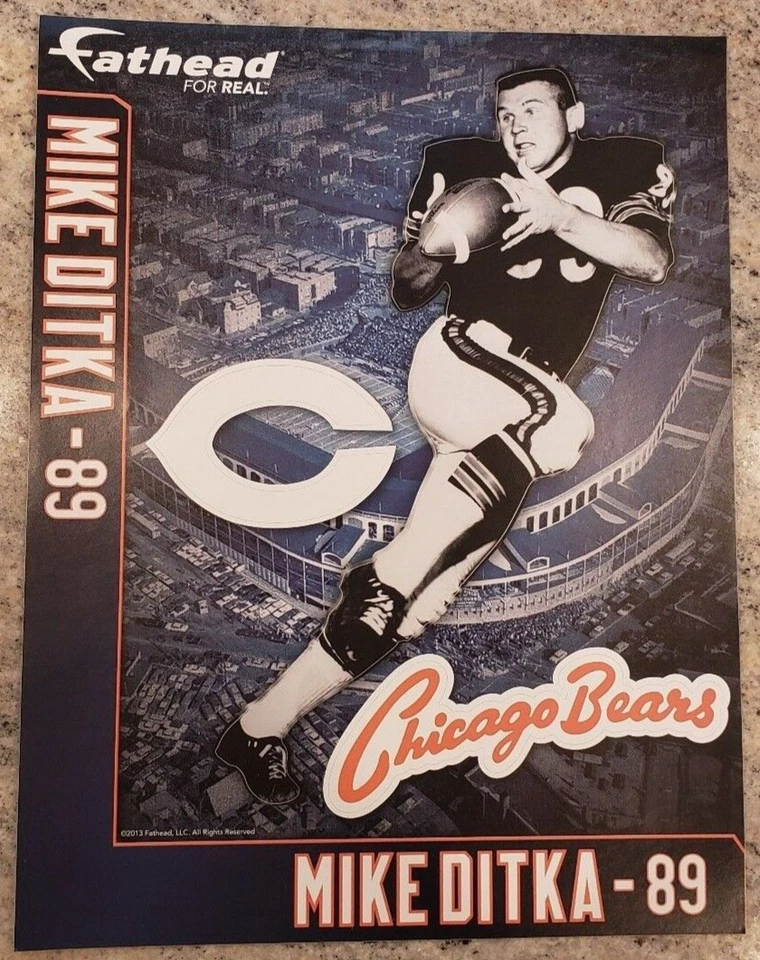 Fathead
FOR REAL.
MIKE DITKA - 89
Chicago Bears
©2013 Fathead, LLC. All Rights Reserved
MIKE DITKA - 89